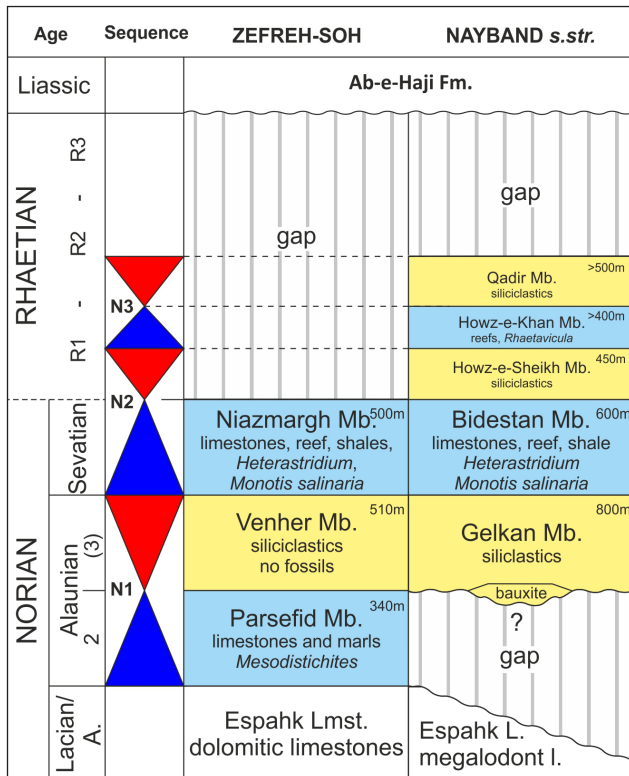 Age
Sequence
ZEFREH-SOH
NAYBAND s.str.
Liassic
Ab-e-Haji Fm.
RHAETIAN
R3
-
R2
-
R1
gap
gap
N3
Qadir Mb. >500m
siliciclastics
Howz-e-Khan Mb. >400m
reefs, Rhaetavicula
Howz-e-Sheikh Mb. 450m
siliciclastics
N2
NORIAN
Sevatian
Niazmargh Mb. 500m
limestones, reef, shales,
Heterastridium,
Monotis salinaria
Bidestan Mb. 600m
limestones, reef, shale
Heterastridium
Monotis salinaria
Alaunian
(3)
2
Venher Mb. 510m
siliciclastics
no fossils
Gelkan Mb. 800m
siliclastics
bauxite
N1
Parsefid Mb. 340m
limestones and marls
Mesodistichites
?
gap
Lacian/
A.
Espahk Lmst.
dolomitic limestones
Espahk L.
megalodont l.